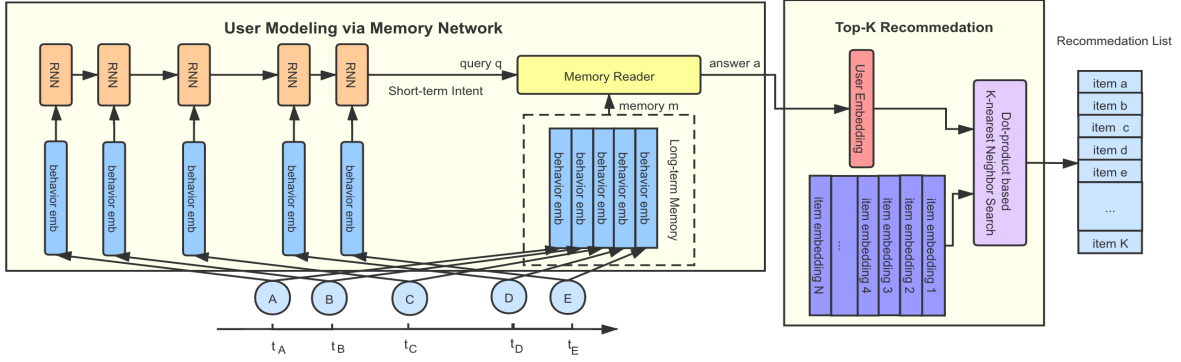 User Modeling via Memory Network
RNN
RNN
RNN
RNN
RNN
query q
Short-term Intent
Memory Reader
answer a
memory m
behavior emb
behavior emb
behavior emb
behavior emb
behavior emb
behavior emb
behavior emb
behavior emb
behavior emb
behavior emb
Long-term Memory
A
B
C
D
E
t A
t B
t C
t D
t E
Top-K Recommedation
User Embedding
item embedding N
...
item embedding 4
item embedding 3
item embedding 2
item embedding 1
Dot-product based
K-nearest Neighbor Search
Recommedation List
item a
item b
item c
item d
item e
...
item K